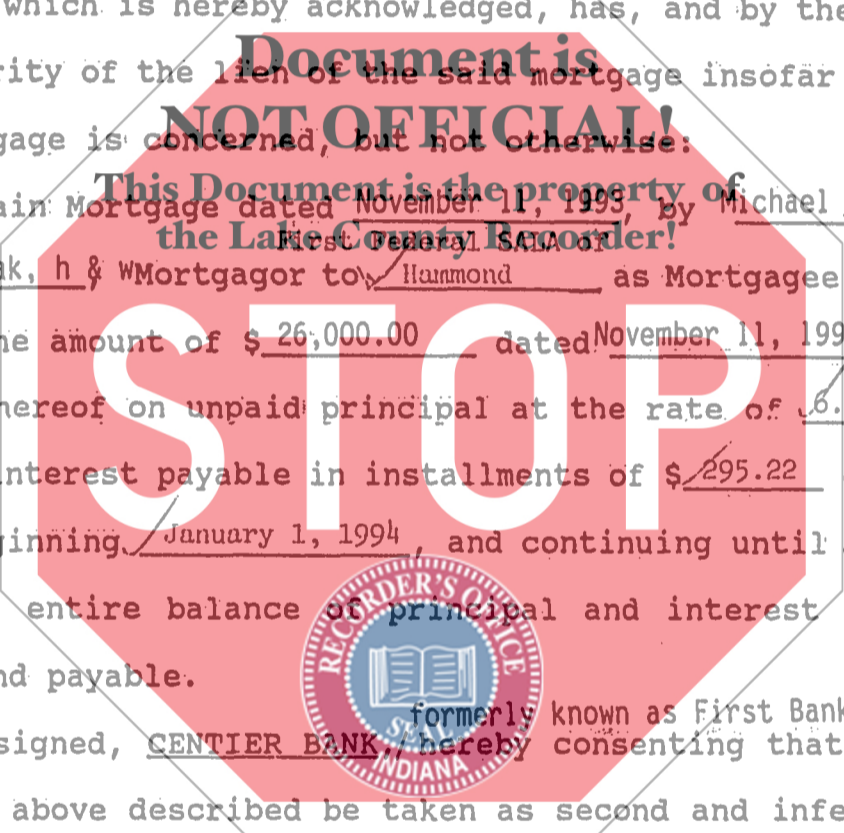 which is hereby acknowledged, has, and by the
Document is
rity of the lien of the said mortgage insofar
NOT OFFICIAL!
gage is concerned, but not otherwise:
This Document is the property of
ain Mortgage dated November 11, 1993, by Michael
the Lake County Recorder!
First Federal S&LA of
ak, h & W Mortgagor to Hammond as Mortgagee
he amount of $ 26,000.00 dated November 11, 199
hereof on unpaid principal at the rate of 6.
STOP
nterest payable in installments of $ 295.22
ginning January 1, 1994, and continuing until
entire balance of principal and interest
nd payable.
RECORDER'S OFFICE
SEAL
INDIANA
formerly known as First Bank
signed, CENTIER BANK, hereby consenting that
above described be taken as second and infe